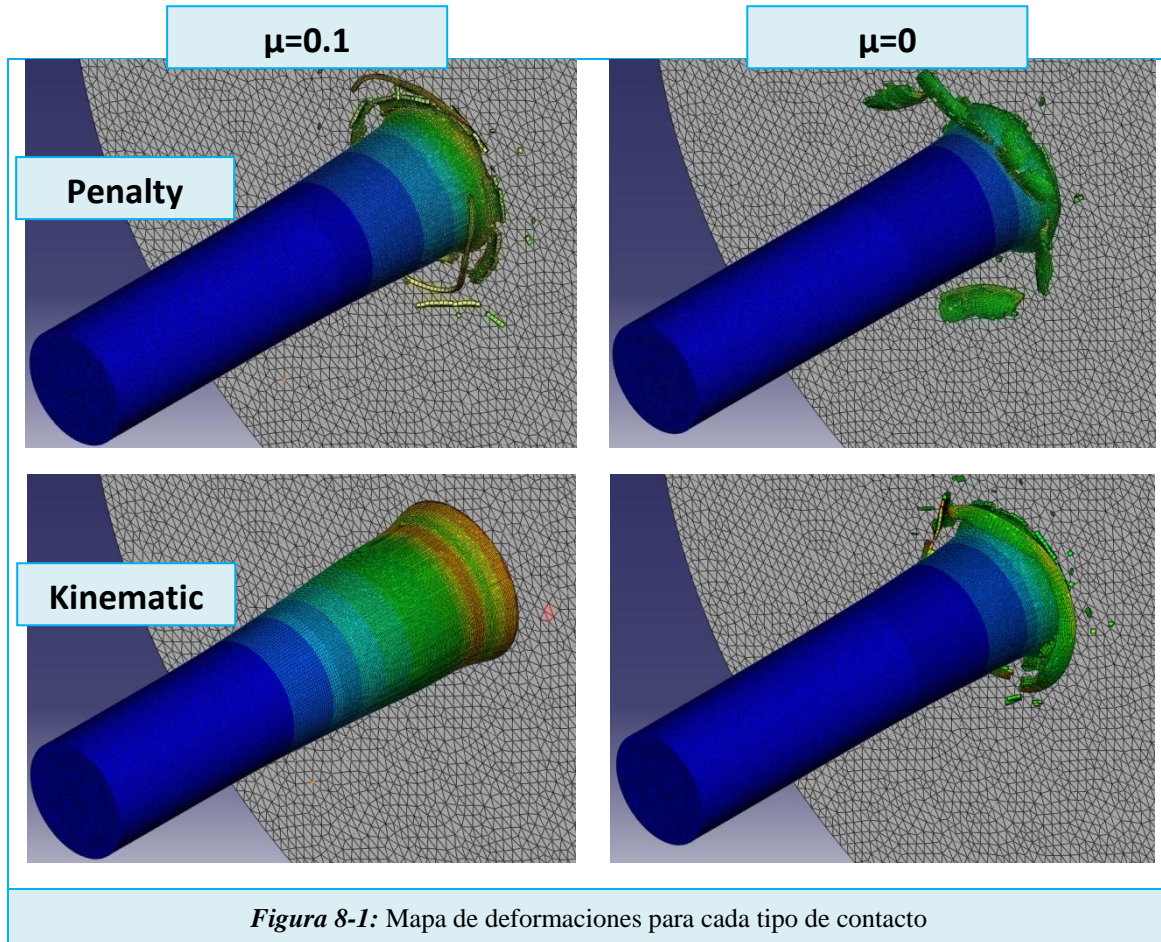 μ=0.1
μ=0
Penalty
Kinematic
Figura 8-1: Mapa de deformaciones para cada tipo de contacto